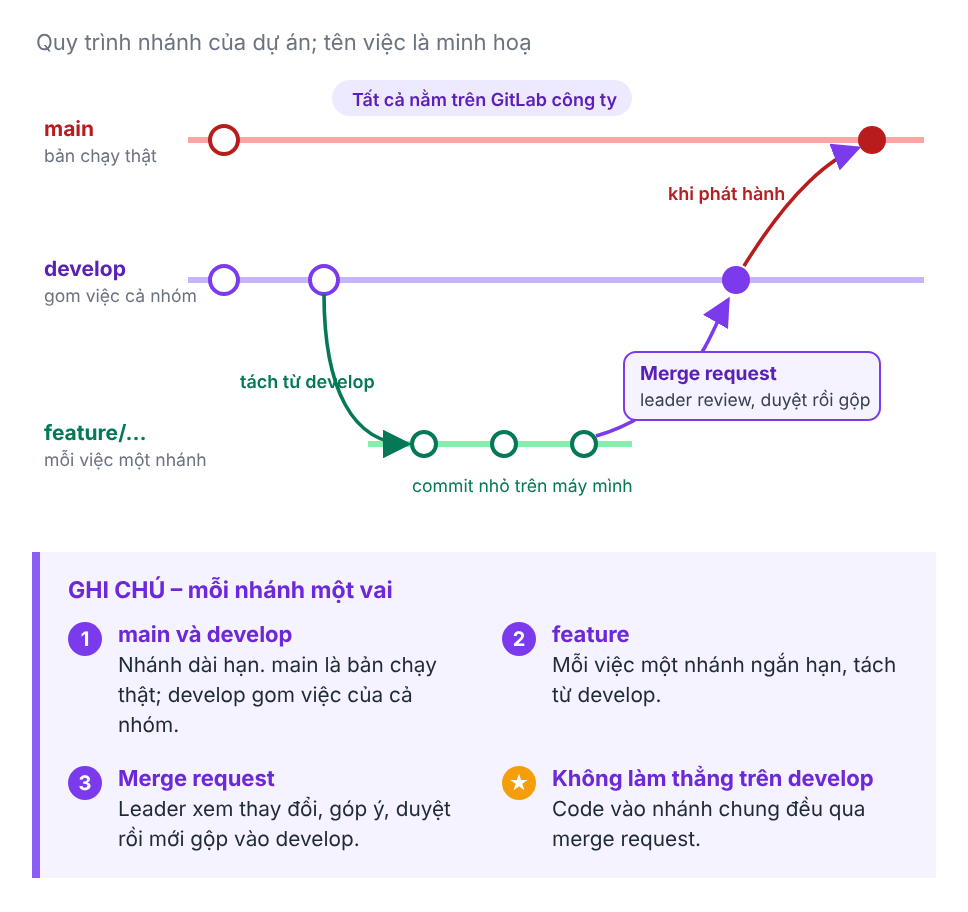 Quy trình nhánh của dự án; tên việc là minh hoạ
Tất cả nằm trên GitLab công ty
main
bản chạy thật
khi phát hành
develop
gom việc cả nhóm
tách từ develop
Merge request
leader review, duyệt rồi gộp
feature/...
mỗi việc một nhánh
commit nhỏ trên máy mình
GHI CHÚ – mỗi nhánh một vai
1
main và develop
Nhánh dài hạn. main là bản chạy
thật; develop gom việc của cả
nhóm.
2
feature
Mỗi việc một nhánh ngắn hạn, tách
từ develop.
3
Merge request
Leader xem thay đổi, góp ý, duyệt
rồi mới gộp vào develop.
★
Không làm thẳng trên develop
Code vào nhánh chung đều qua
merge request.